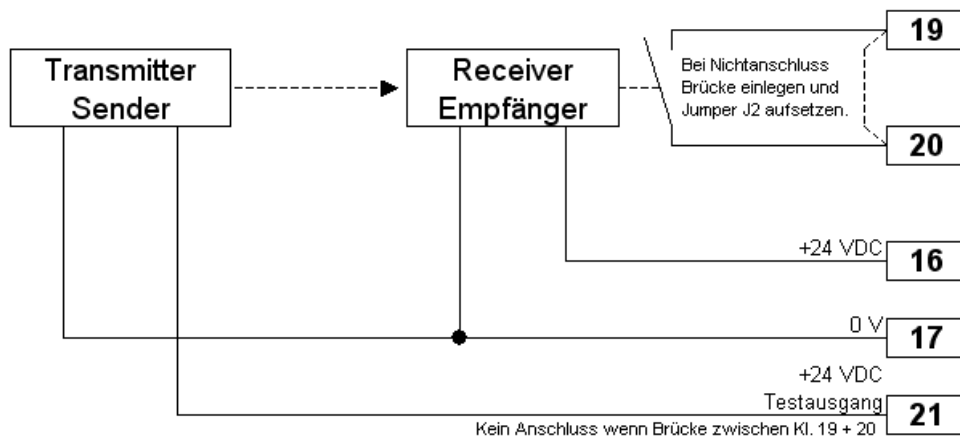 19
Transmitter
Sender
Receiver
Empfänger
Bei Nichtanschluss
Brücke einlegen und
Jumper J2 aufsetzen.
20
+24 VDC
16
0 V
17
+24 VDC
Testausgang
21
Kein Anschluss wenn Brücke zwischen Kl. 19 + 20